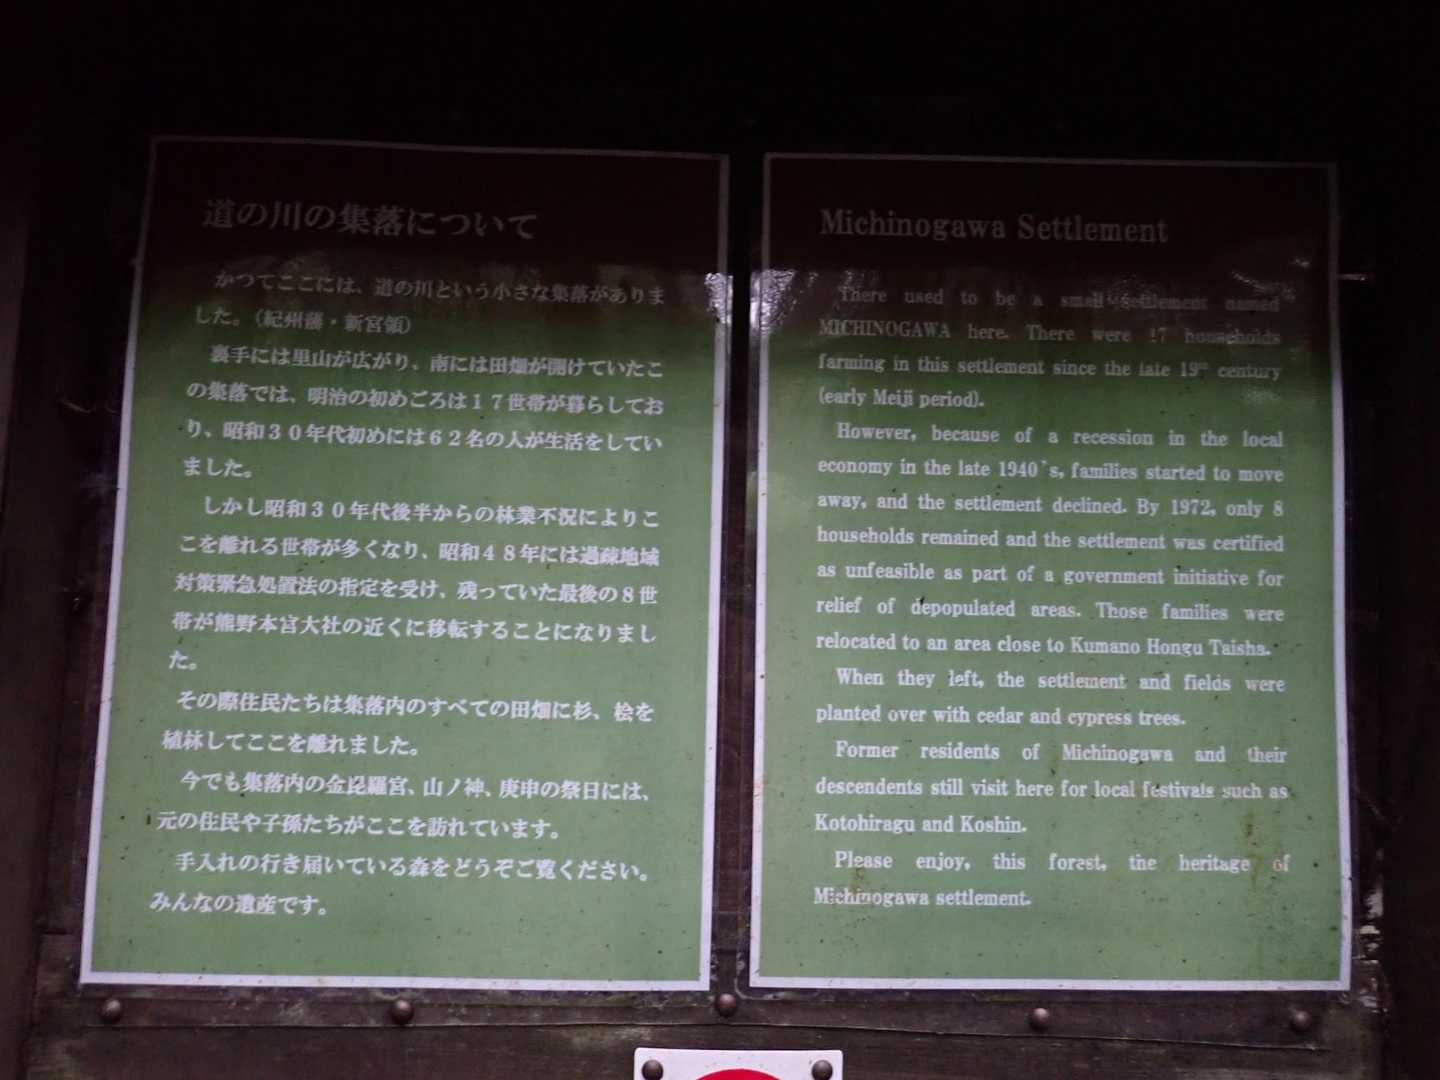 道の川の集落について
かつてここには、道の川という小さな集落がありま
した。（紀州藩・新宮領）
裏手には里山が広がり、南には田畑が開けていたこ
の集落では、明治の初めごろは１７世帯が暮らしてお
り、昭和３０年代初めには６２名の人が生活をしてい
ました。
しかし昭和３０年代後半からの林業不況によりこ
こを離れる世帯が多くなり、昭和４８年には過疎地域
対策緊急処置法の指定を受け、残っていた最後の８世
帯が熊野本宮大社の近くに移転することになりまし
た。
その際住民たちは集落内のすべての田畑に杉、桧を
植林してここを離れました。
今でも集落内の金毘羅宮、山ノ神、庚申の祭日には、
元の住民や子孫たちがここを訪れています。
手入れの行き届いている森をどうぞご覧ください。
みんなの遺産です。
Michinogawa Settlement
There used to be a small settlement named
MICHINOGAWA here. There were 17 households
farming in this settlement since the late 19th century
(early Meiji period).
However, because of a recession in the local
economy in the late 1940's, families started to move
away, and the settlement declined. By 1972, only 8
households remained and the settlement was certified
as unfeasible as part of a government initiative for
relief of depopulated areas. Those families were
relocated to an area close to Kumano Hongu Taisha.
When they left, the settlement and fields were
planted over with cedar and cypress trees.
Former residents of Michinogawa and their
descendents still visit here for local festivals such as
Kotohiragu and Koshin.
Please enjoy, this forest, the heritage of
Michinogawa settlement.